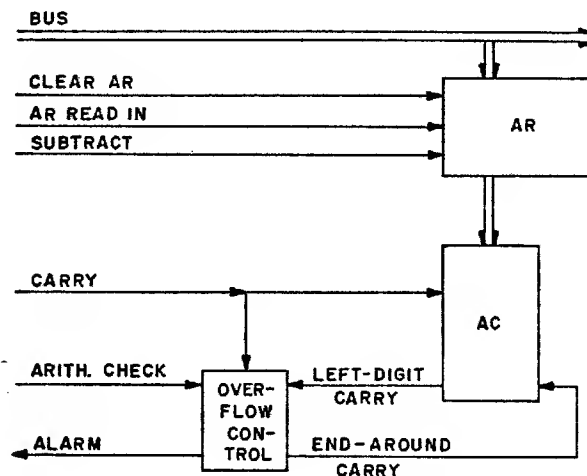 BUS
CLEAR AR
AR READ IN
AR
SUBTRACT
CARRY
AC
ARITH. CHECK
OVER-
FLOW
CON-
TROL
LEFT-DIGIT
CARRY
ALARM
END-AROUND
CARRY